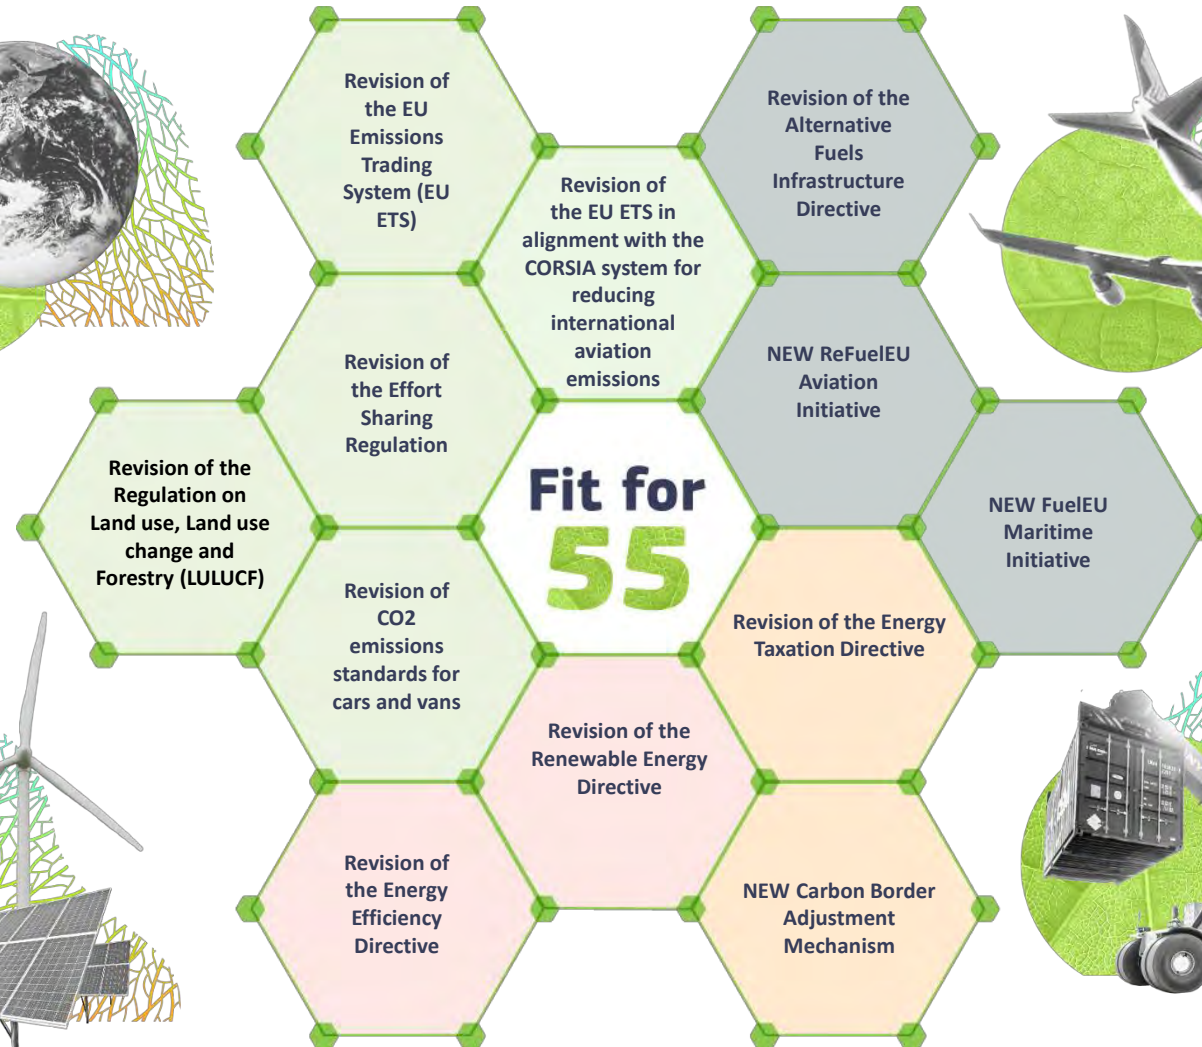 Revision of
the EU
Emissions
Trading
System (EU
ETS)
Revision of the
Alternative
Fuels
Infrastructure
Directive
Revision of
the EU ETS in
alignment with the
CORSIA system for
reducing
international
aviation
emissions
Revision of
the Effort
Sharing
Regulation
NEW ReFuelEU
Aviation
Initiative
Revision of the
Regulation on
Land use, Land use
change and
Forestry (LULUCF)
Fit for
55
NEW FuelEU
Maritime
Initiative
Revision of
CO2
emissions
standards for
cars and vans
Revision of the Energy
Taxation Directive
Revision of the
Renewable Energy
Directive
Revision of
the Energy
Efficiency
Directive
NEW Carbon Border
Adjustment
Mechanism